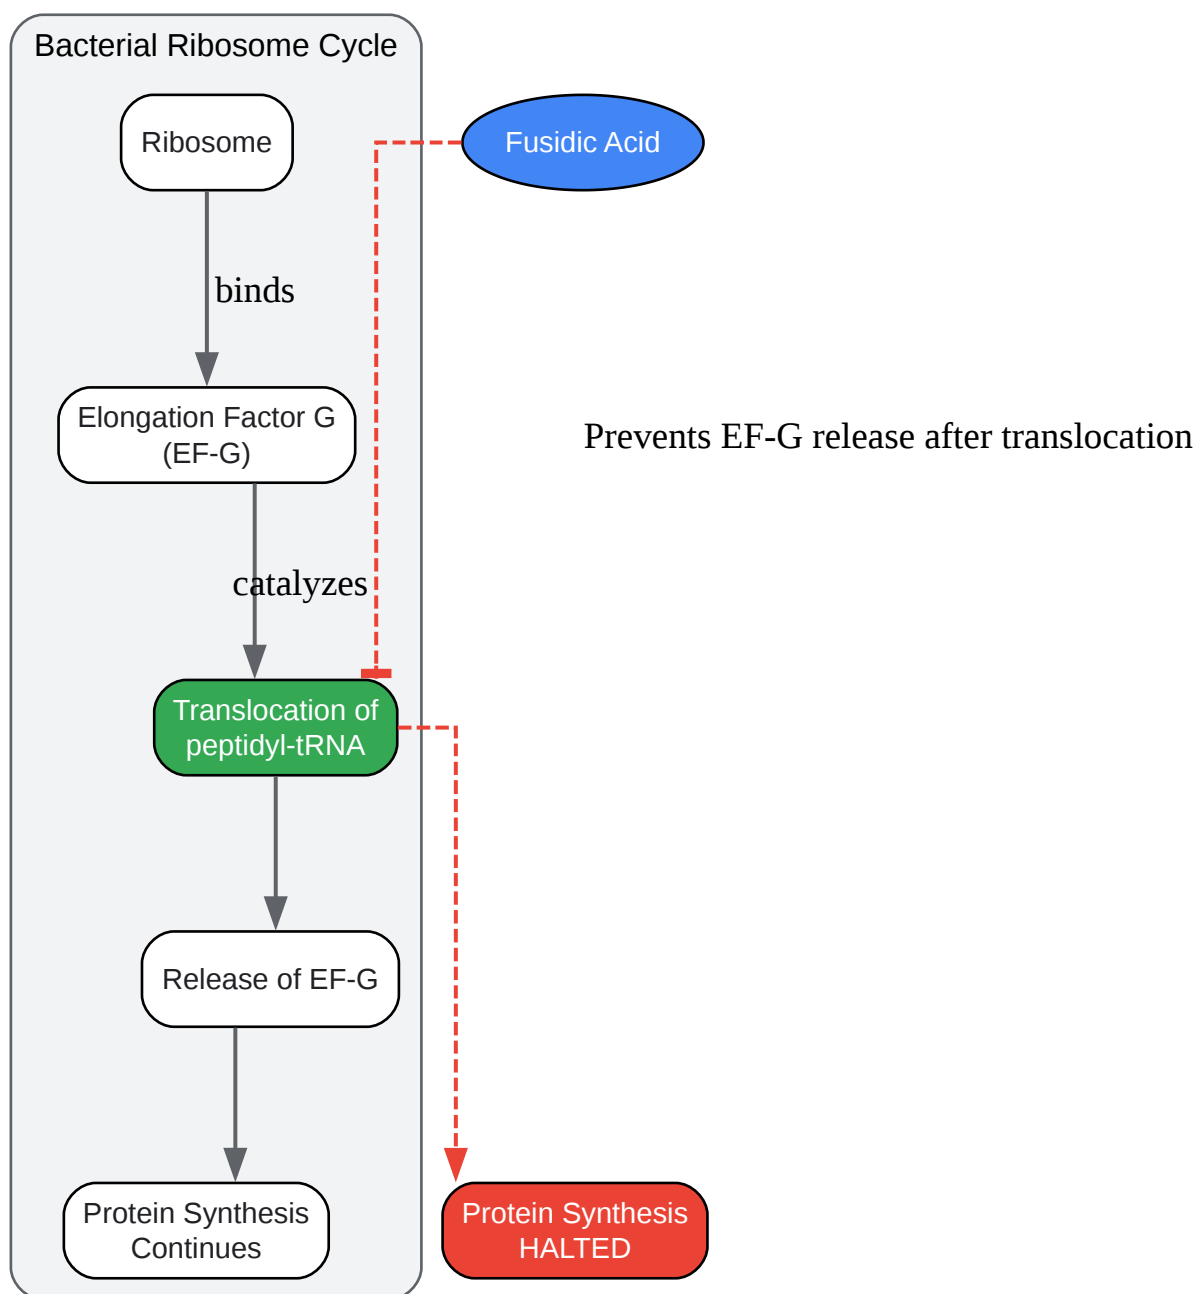 Bacterial Ribosome Cycle
Ribosome
Fusidic Acid
binds
Elongation Factor G
(EF-G)
Prevents EF-G release after translocation
catalyzes
Translocation of
peptidyl-tRNA
Release of EF-G
Protein Synthesis
Continues
Protein Synthesis
HALTED